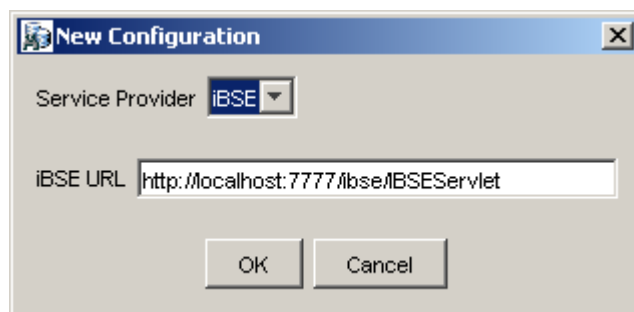 New Configuration
Service Provider iBSE
iBSE URL http://localhost:7777/ibse/IBSEServlet
OK Cancel